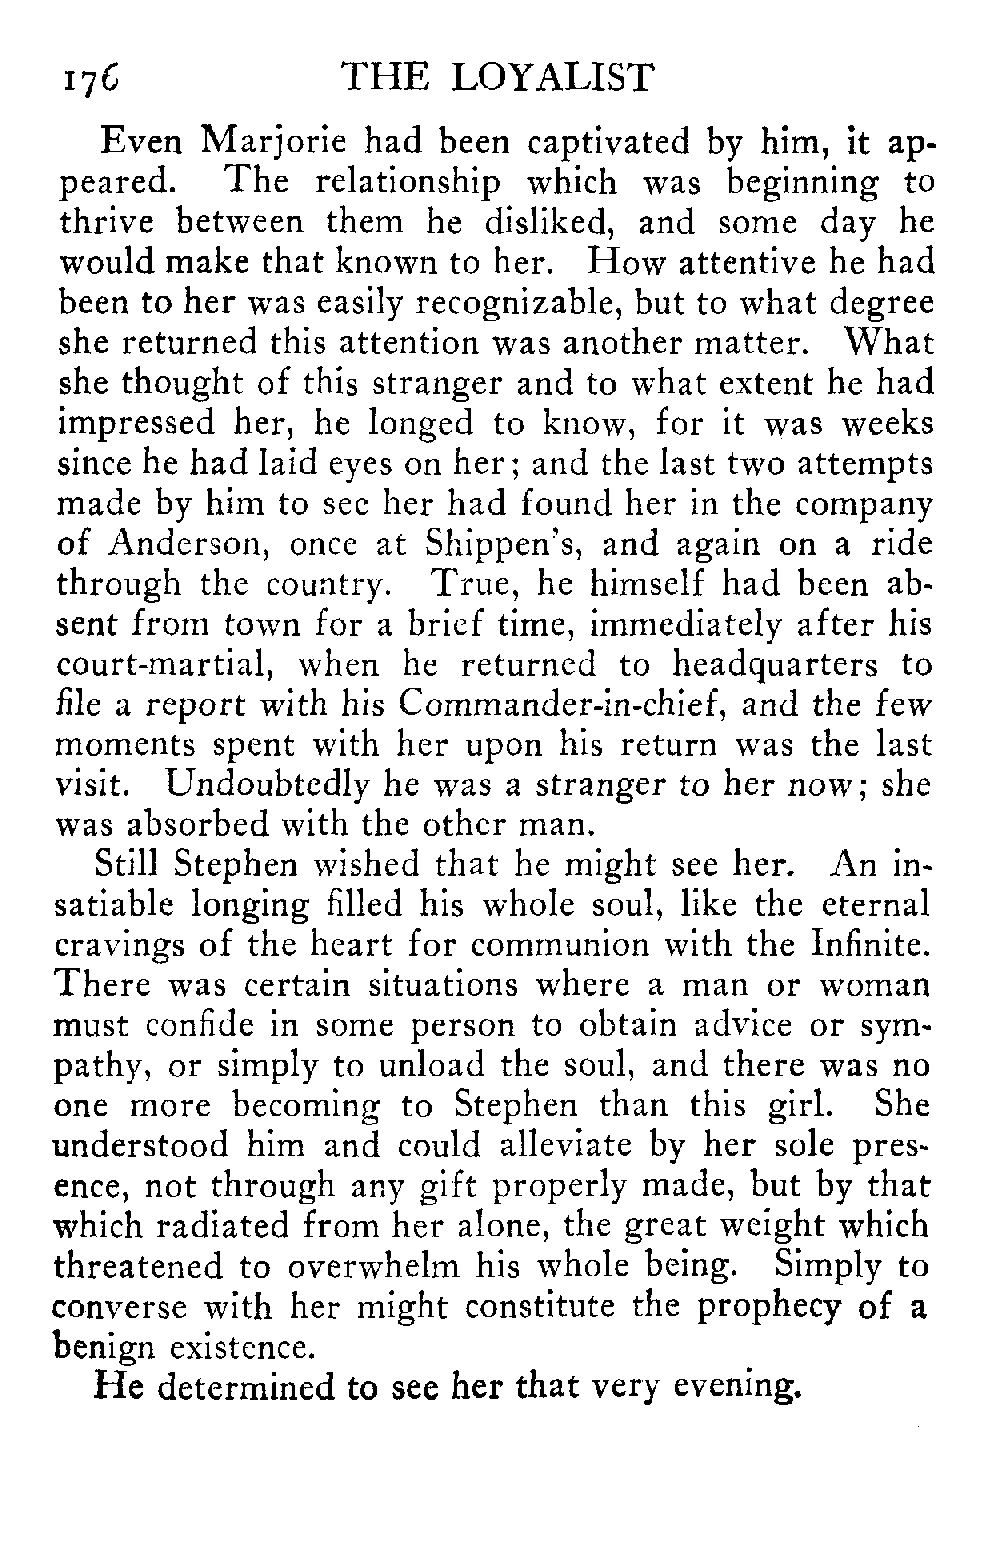 176 THE LOYALIST
Even Marjorie had been captivated by him, it ap-
peared. The relationship which was beginning to
thrive between them he disliked, and some day he
would make that known to her. How attentive he had
been to her was easily recognizable, but to what degree
she returned this attention was another matter. What
she thought of this stranger and to what extent he had
impressed her, he longed to know, for it was weeks
since he had laid eyes on her; and the last two attempts
made by him to see her had found her in the company
of Anderson, once at Shippen's, and again on a ride
through the country. True, he himself had been ab-
sent from town for a brief time, immediately after his
court-martial, when he returned to headquarters to
file a report with his Commander-in-chief, and the few
moments spent with her upon his return was the last
visit. Undoubtedly he was a stranger to her now; she
was absorbed with the other man.
Still Stephen wished that he might see her. An in-
satiable longing filled his whole soul, like the eternal
cravings of the heart for communion with the Infinite.
There was certain situations where a man or woman
must confide in some person to obtain advice or sym-
pathy, or simply to unload the soul, and there was no
one more becoming to Stephen than this girl. She
understood him and could alleviate by her sole pres-
ence, not through any gift properly made, but by that
which radiated from her alone, the great weight which
threatened to overwhelm his whole being. Simply to
converse with her might constitute the prophecy of a
benign existence.
He determined to see her that very evening.